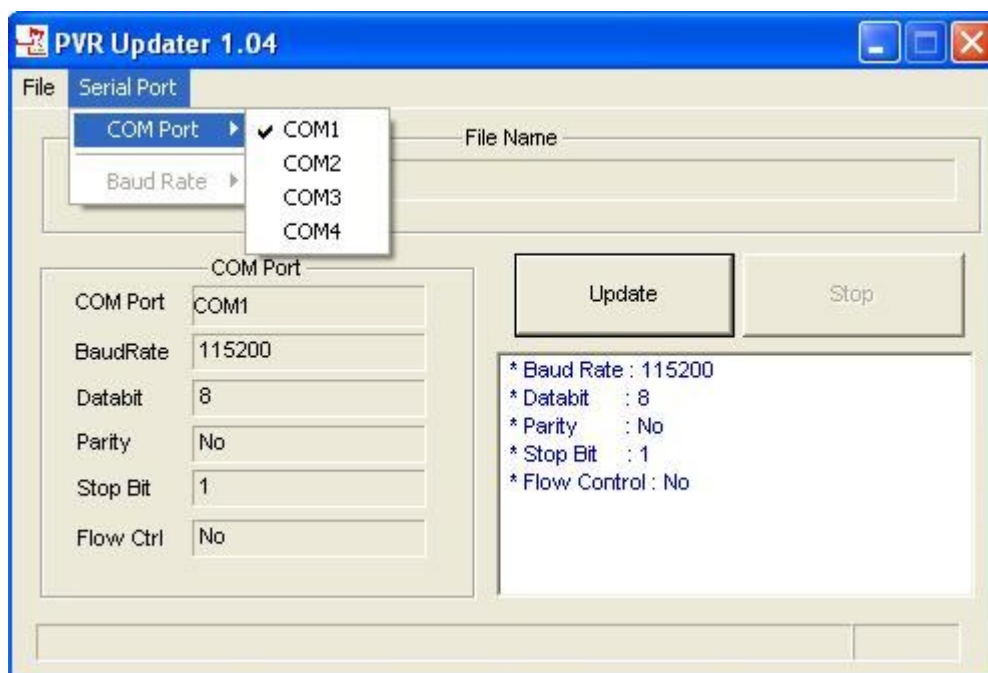 PVR Updater 1.04
File Serial Port
COM Port
COM1
COM2
Baud Rate
COM3
COM4
File Name
COM Port
COM Port COM1
BaudRate 115200
Databit 8
Parity No
Stop Bit 1
Flow Ctrl No
Update Stop
* Baud Rate : 115200
* Databit : 8
* Parity : No
* Stop Bit : 1
* Flow Control : No